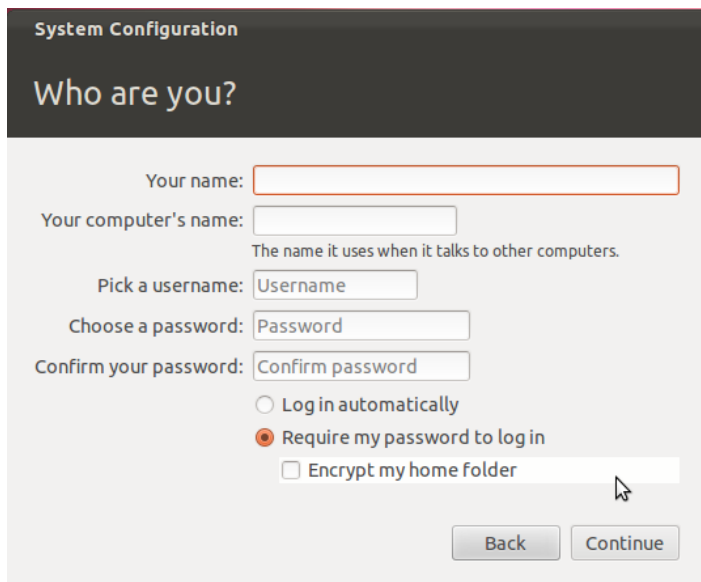 System Configuration
Who are you?
Your name:
Your computer's name:
The name it uses when it talks to other computers.
Pick a username: Username
Choose a password: Password
Confirm your password: Confirm password
Log in automatically
Require my password to log in
Encrypt my home folder
Back Continue